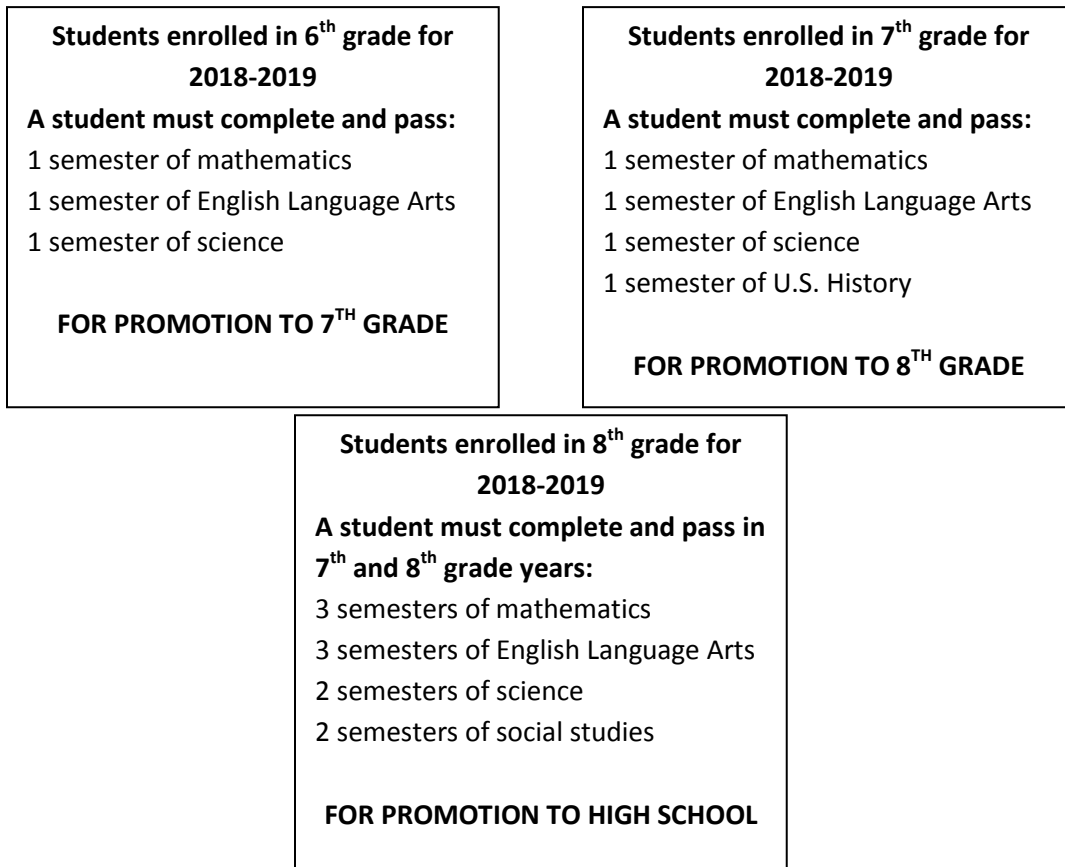 Students enrolled in 6th grade for
2018-2019
A student must complete and pass:
1 semester of mathematics
1 semester of English Language Arts
1 semester of science
FOR PROMOTION TO 7TH GRADE
Students enrolled in 7th grade for
2018-2019
A student must complete and pass:
1 semester of mathematics
1 semester of English Language Arts
1 semester of science
1 semester of U.S. History
FOR PROMOTION TO 8TH GRADE
Students enrolled in 8th grade for
2018-2019
A student must complete and pass in
7th and 8th grade years:
3 semesters of mathematics
3 semesters of English Language Arts
2 semesters of science
2 semesters of social studies
FOR PROMOTION TO HIGH SCHOOL